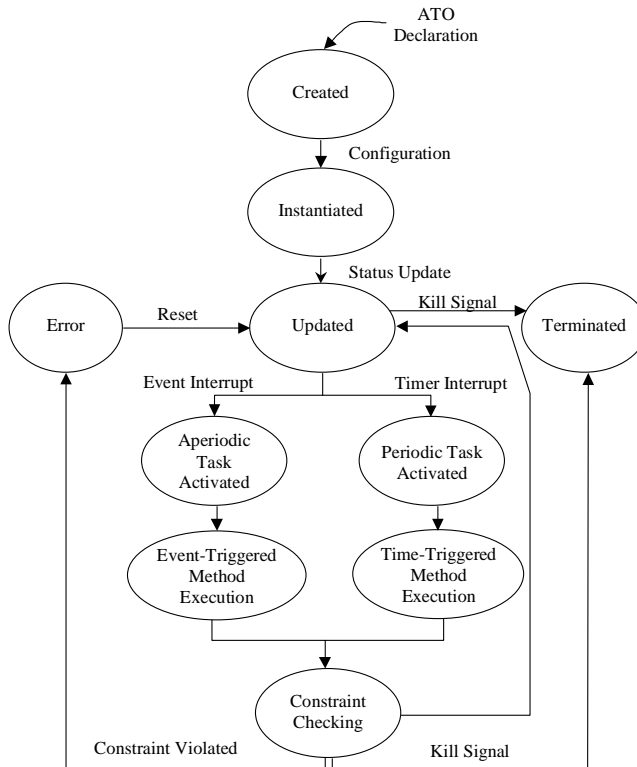 ATO
Declaration
Created
Configuration
Instantiated
Status Update
Kill Signal
Error
Reset
Updated
Terminated
Event Interrupt
Timer Interrupt
Aperiodic
Task
Activated
Periodic Task
Activated
Event-Triggered
Method
Execution
Time-Triggered
Method
Execution
Constraint
Checking
Constraint Violated
Kill Signal